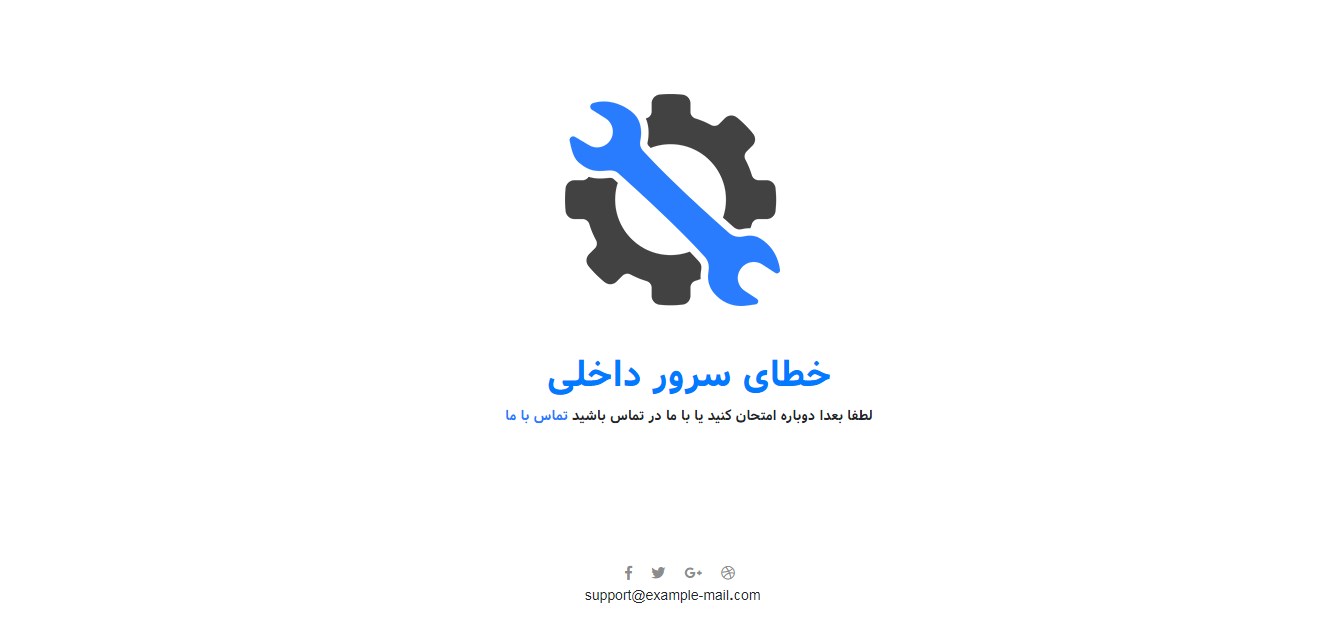 خطای سرور داخلی
لطفا بعدا دوباره امتحان کنید یا با ما در تماس باشید تماس با ما
support@example-mail.com